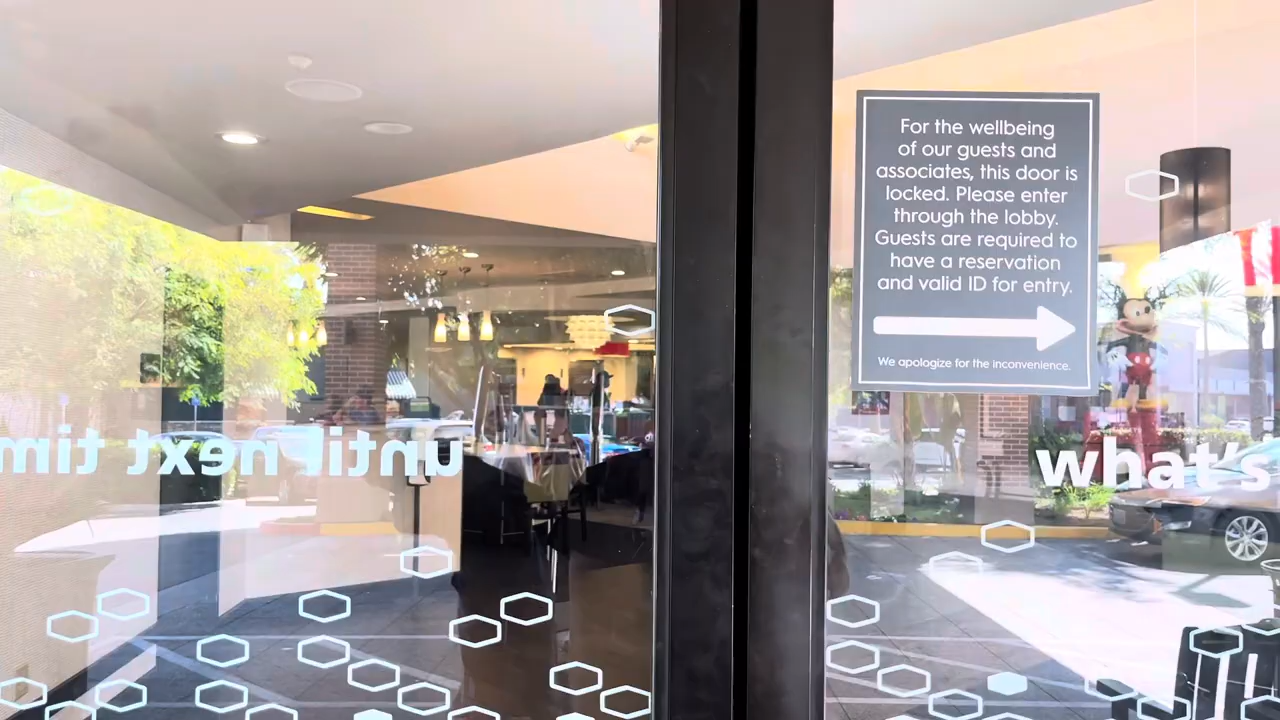 For the wellbeing
of our guests and
associates, this door is
locked. Please enter
through the lobby.
Guests are required to
have a reservation
and valid ID for entry.
We apologize for the inconvenience.
until next tim
what's